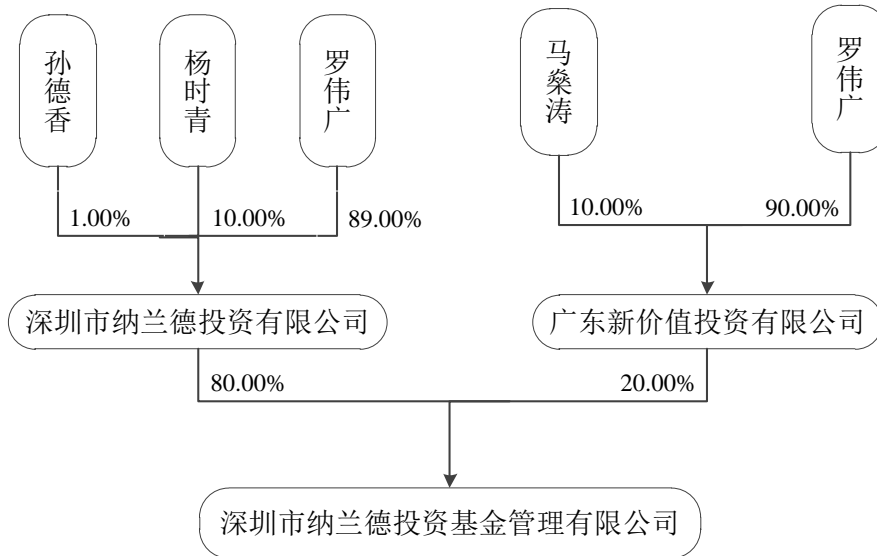 孙德香
杨时青
罗伟广
马燊涛
罗伟广
1.00%
10.00%
89.00%
10.00%
90.00%
深圳市纳兰德投资有限公司
广东新价值投资有限公司
80.00%
20.00%
深圳市纳兰德投资基金管理有限公司